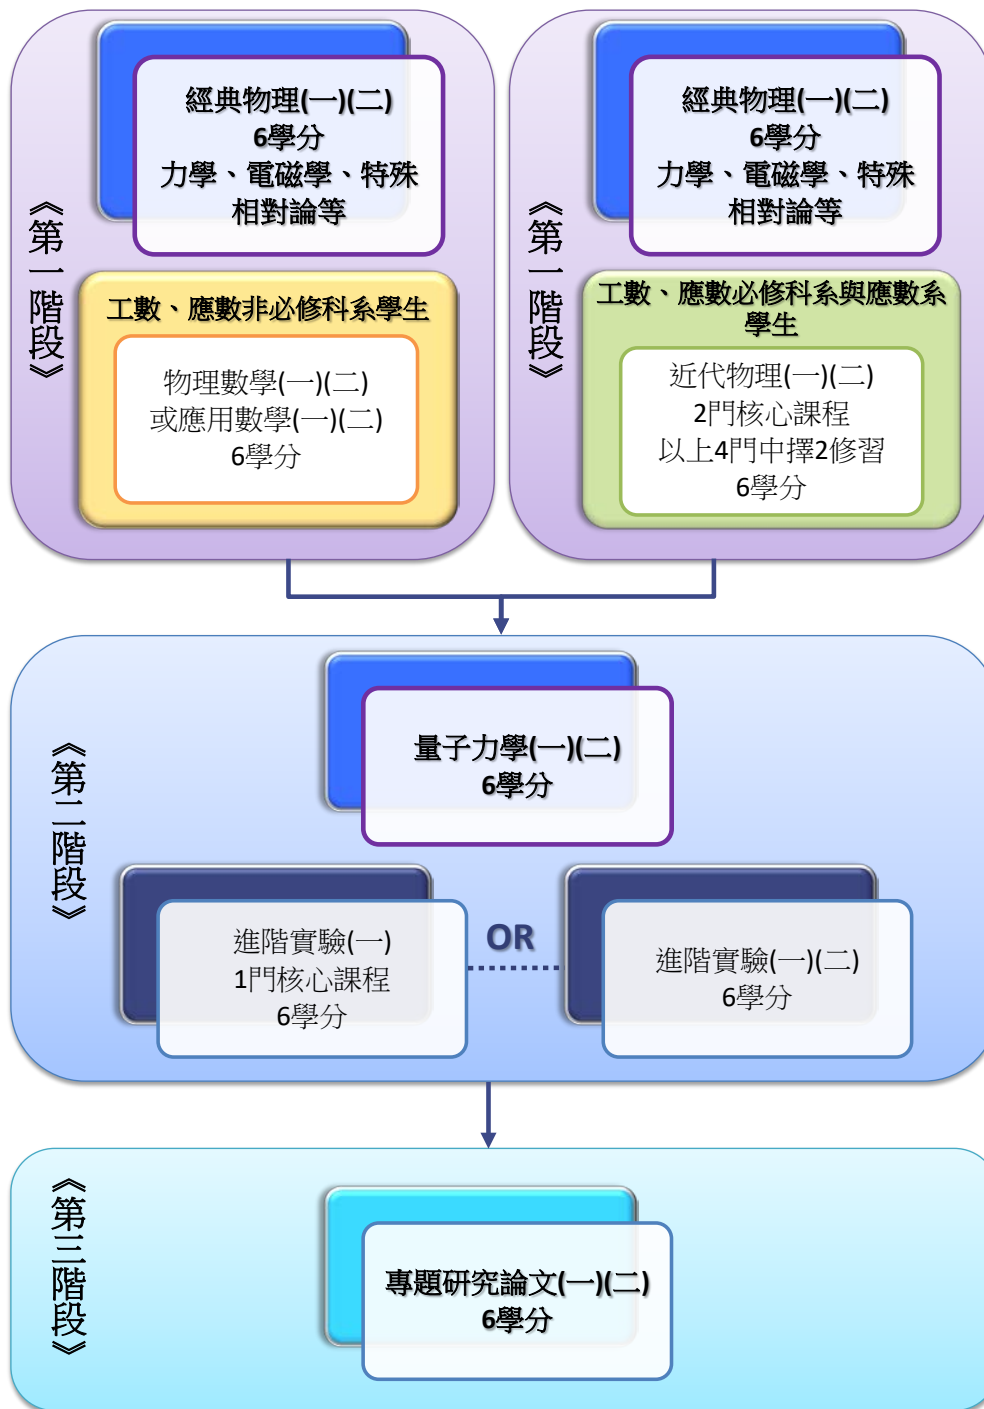 《第一階段》
經典物理(一)(二)
6學分
力學、電磁學、特殊
相對論等
工數、應數非必修科系學生
物理數學(一)(二)
或應用數學(一)(二)
6學分
《第一階段》
經典物理(一)(二)
6學分
力學、電磁學、特殊
相對論等
工數、應數必修科系與應數系
學生
近代物理(一)(二)
2門核心課程
以上4門中擇2修習
6學分
《第二階段》
量子力學(一)(二)
6學分
進階實驗(一)
1門核心課程
6學分
OR
進階實驗(一)(二)
6學分
《第三階段》
專題研究論文(一)(二)
6學分